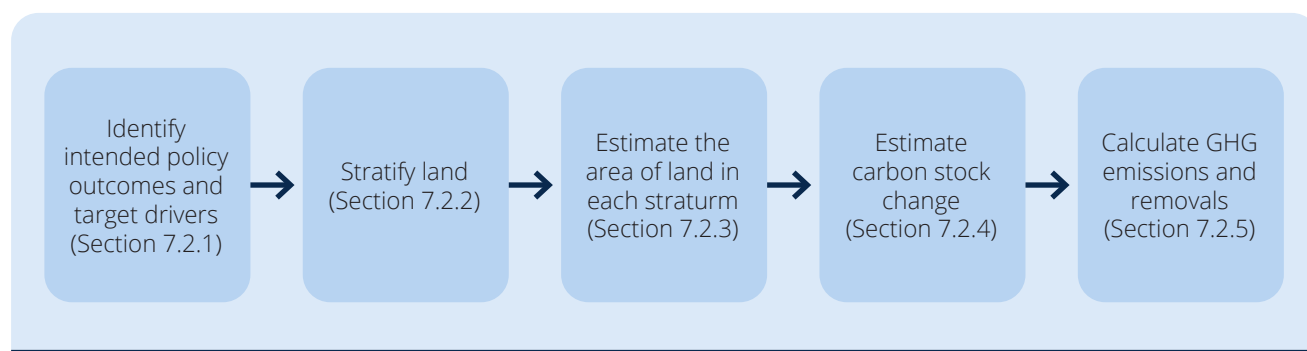 Identify
intended policy
outcomes and
target drivers
(Section 7.2.1)
Stratify land
(Section 7.2.2)
Estimate the
area of land in
each straturm
(Section 7.2.3)
Estimate
carbon stock
change
(Section 7.2.4)
Calculate GHG
emissions and
removals
(Section 7.2.5)